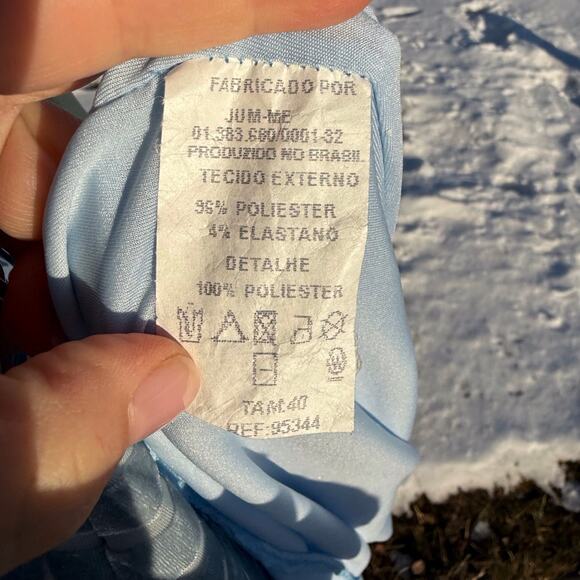 FABRICADO POR
JUM-ME
01.383.680/0001-32
PRODUZIDO NO BRASIL
TECIDO EXTERNO
96% POLIESTER
4% ELASTANO
DETALHE
100% POLIESTER
TAM:40
REF:95344